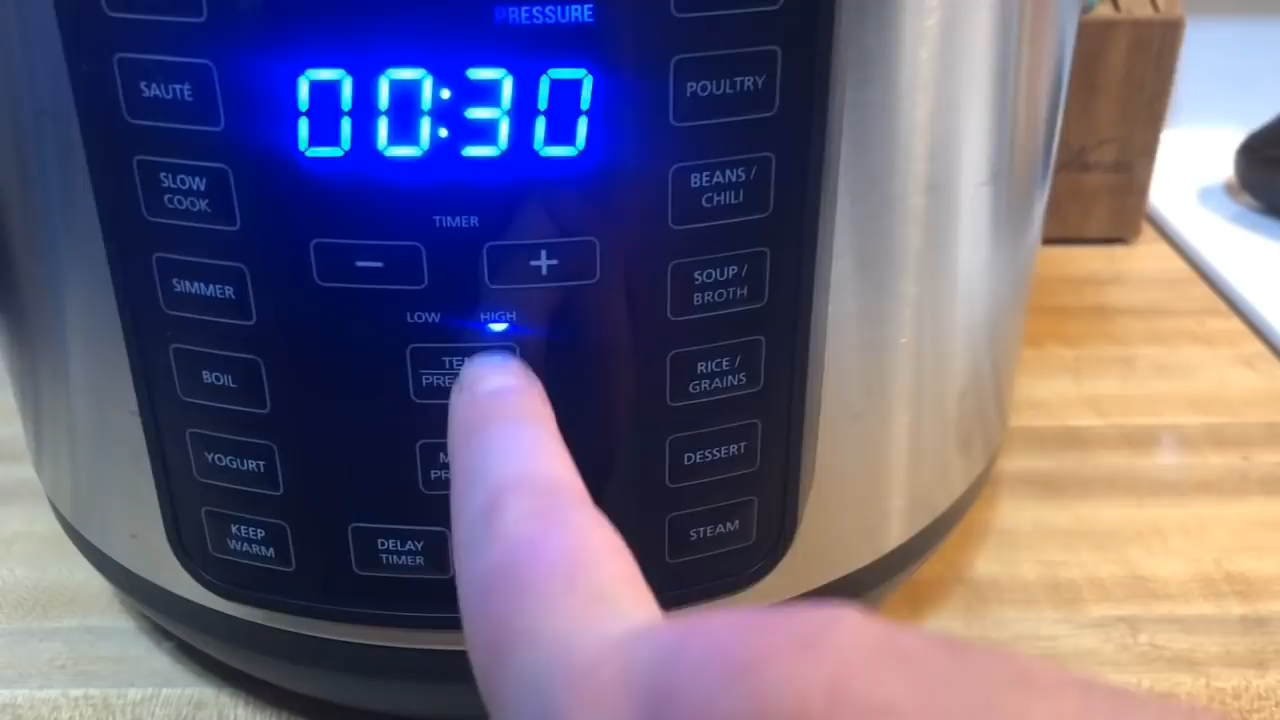 PRESSURE
00:30
SAUTÉ
POULTRY
SLOW
COOK
BEANS /
CHILI
TIMER
- +
SIMMER
SOUP /
BROTH
LOW HIGH
BOIL
RICE /
GRAINS
YOGURT
DESSERT
KEEP
WARM
DELAY
TIMER
STEAM